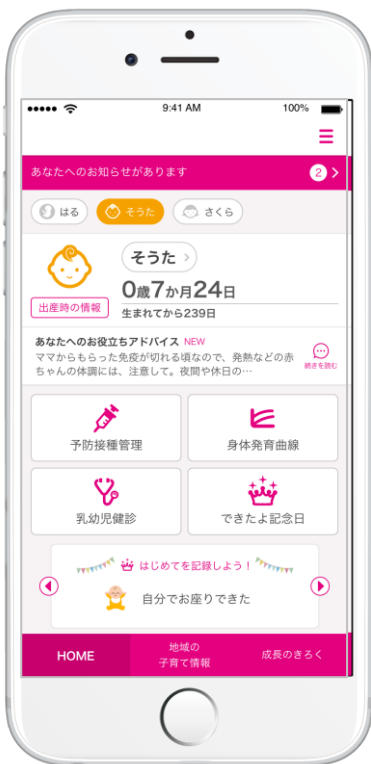 9:41 AM
100%
あなたへのお知らせがあります
2
はる
そうた
さくら
そうた
0歳7か月24日
出産時の情報
生まれてから239日
あなたへのお役立ちアドバイス NEW
ママからもらった免疫が切れる頃なので、発熱などの赤
ちゃんの体調には、注意して。夜間や休日の…
続きを読む
予防接種管理
身体発育曲線
乳幼児健診
できたよ記念日
はじめてを記録しよう！
自分でお座りできた
HOME
地域の
子育て情報
成長のきろく